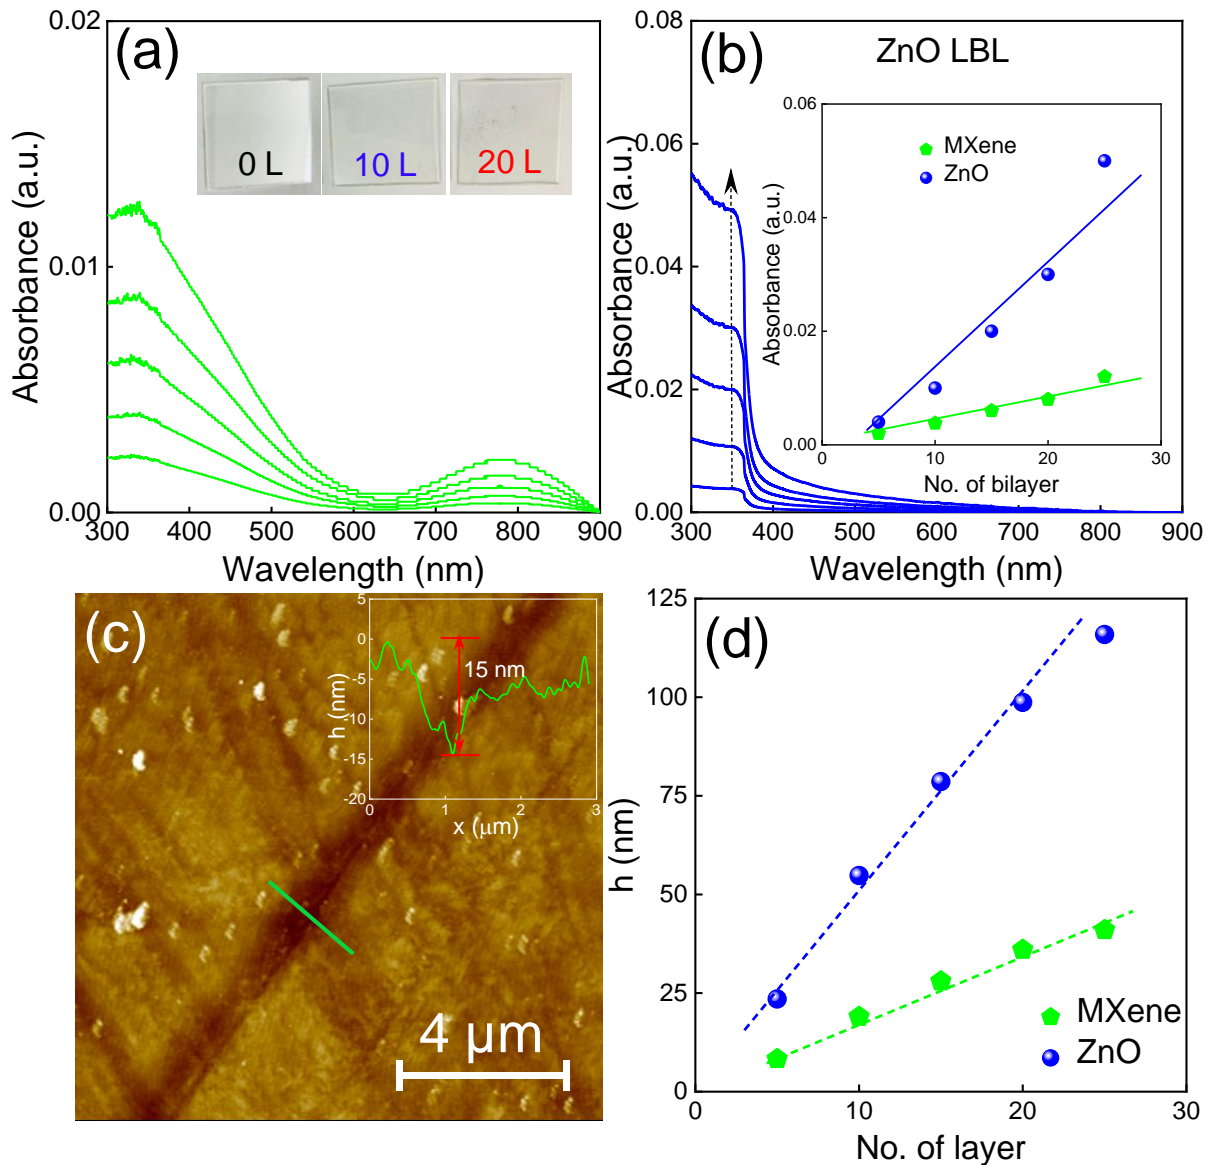 (a)
0 L
10 L
20 L
0.02
0.01
0.00
Absorbance (a.u.)
300 400 500 600 700 800 900
Wavelength (nm)
(b)
ZnO LBL
0.08
0.06
0.04
0.02
0.00
Absorbance (a.u.)
300 400 500 600 700 800 900
Wavelength (nm)
MXene
ZnO
0.06
0.04
0.02
0.00
Absorbance (a.u.)
0 10 20 30
No. of bilayer
(c)
5
0
-5
-10
-15
-20
h (nm)
15 nm
0 1 2 3
x (μm)
4 μm
(d)
125
100
75
50
25
0
h (nm)
MXene
ZnO
0 10 20 30
No. of layer